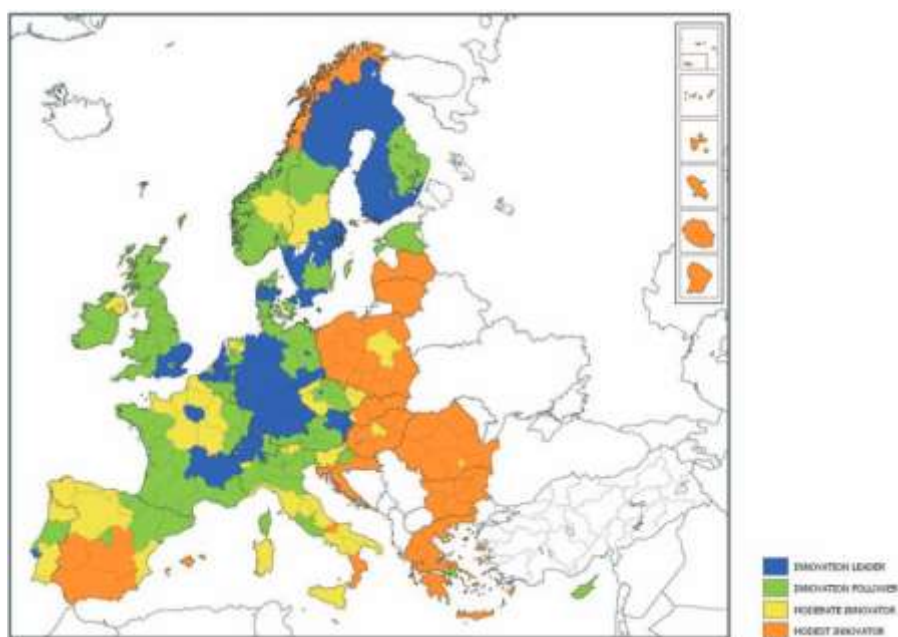 INNOVATION LEADER
INNOVATION FOLLOWER
MODERATE INNOVATOR
MODEST INNOVATOR